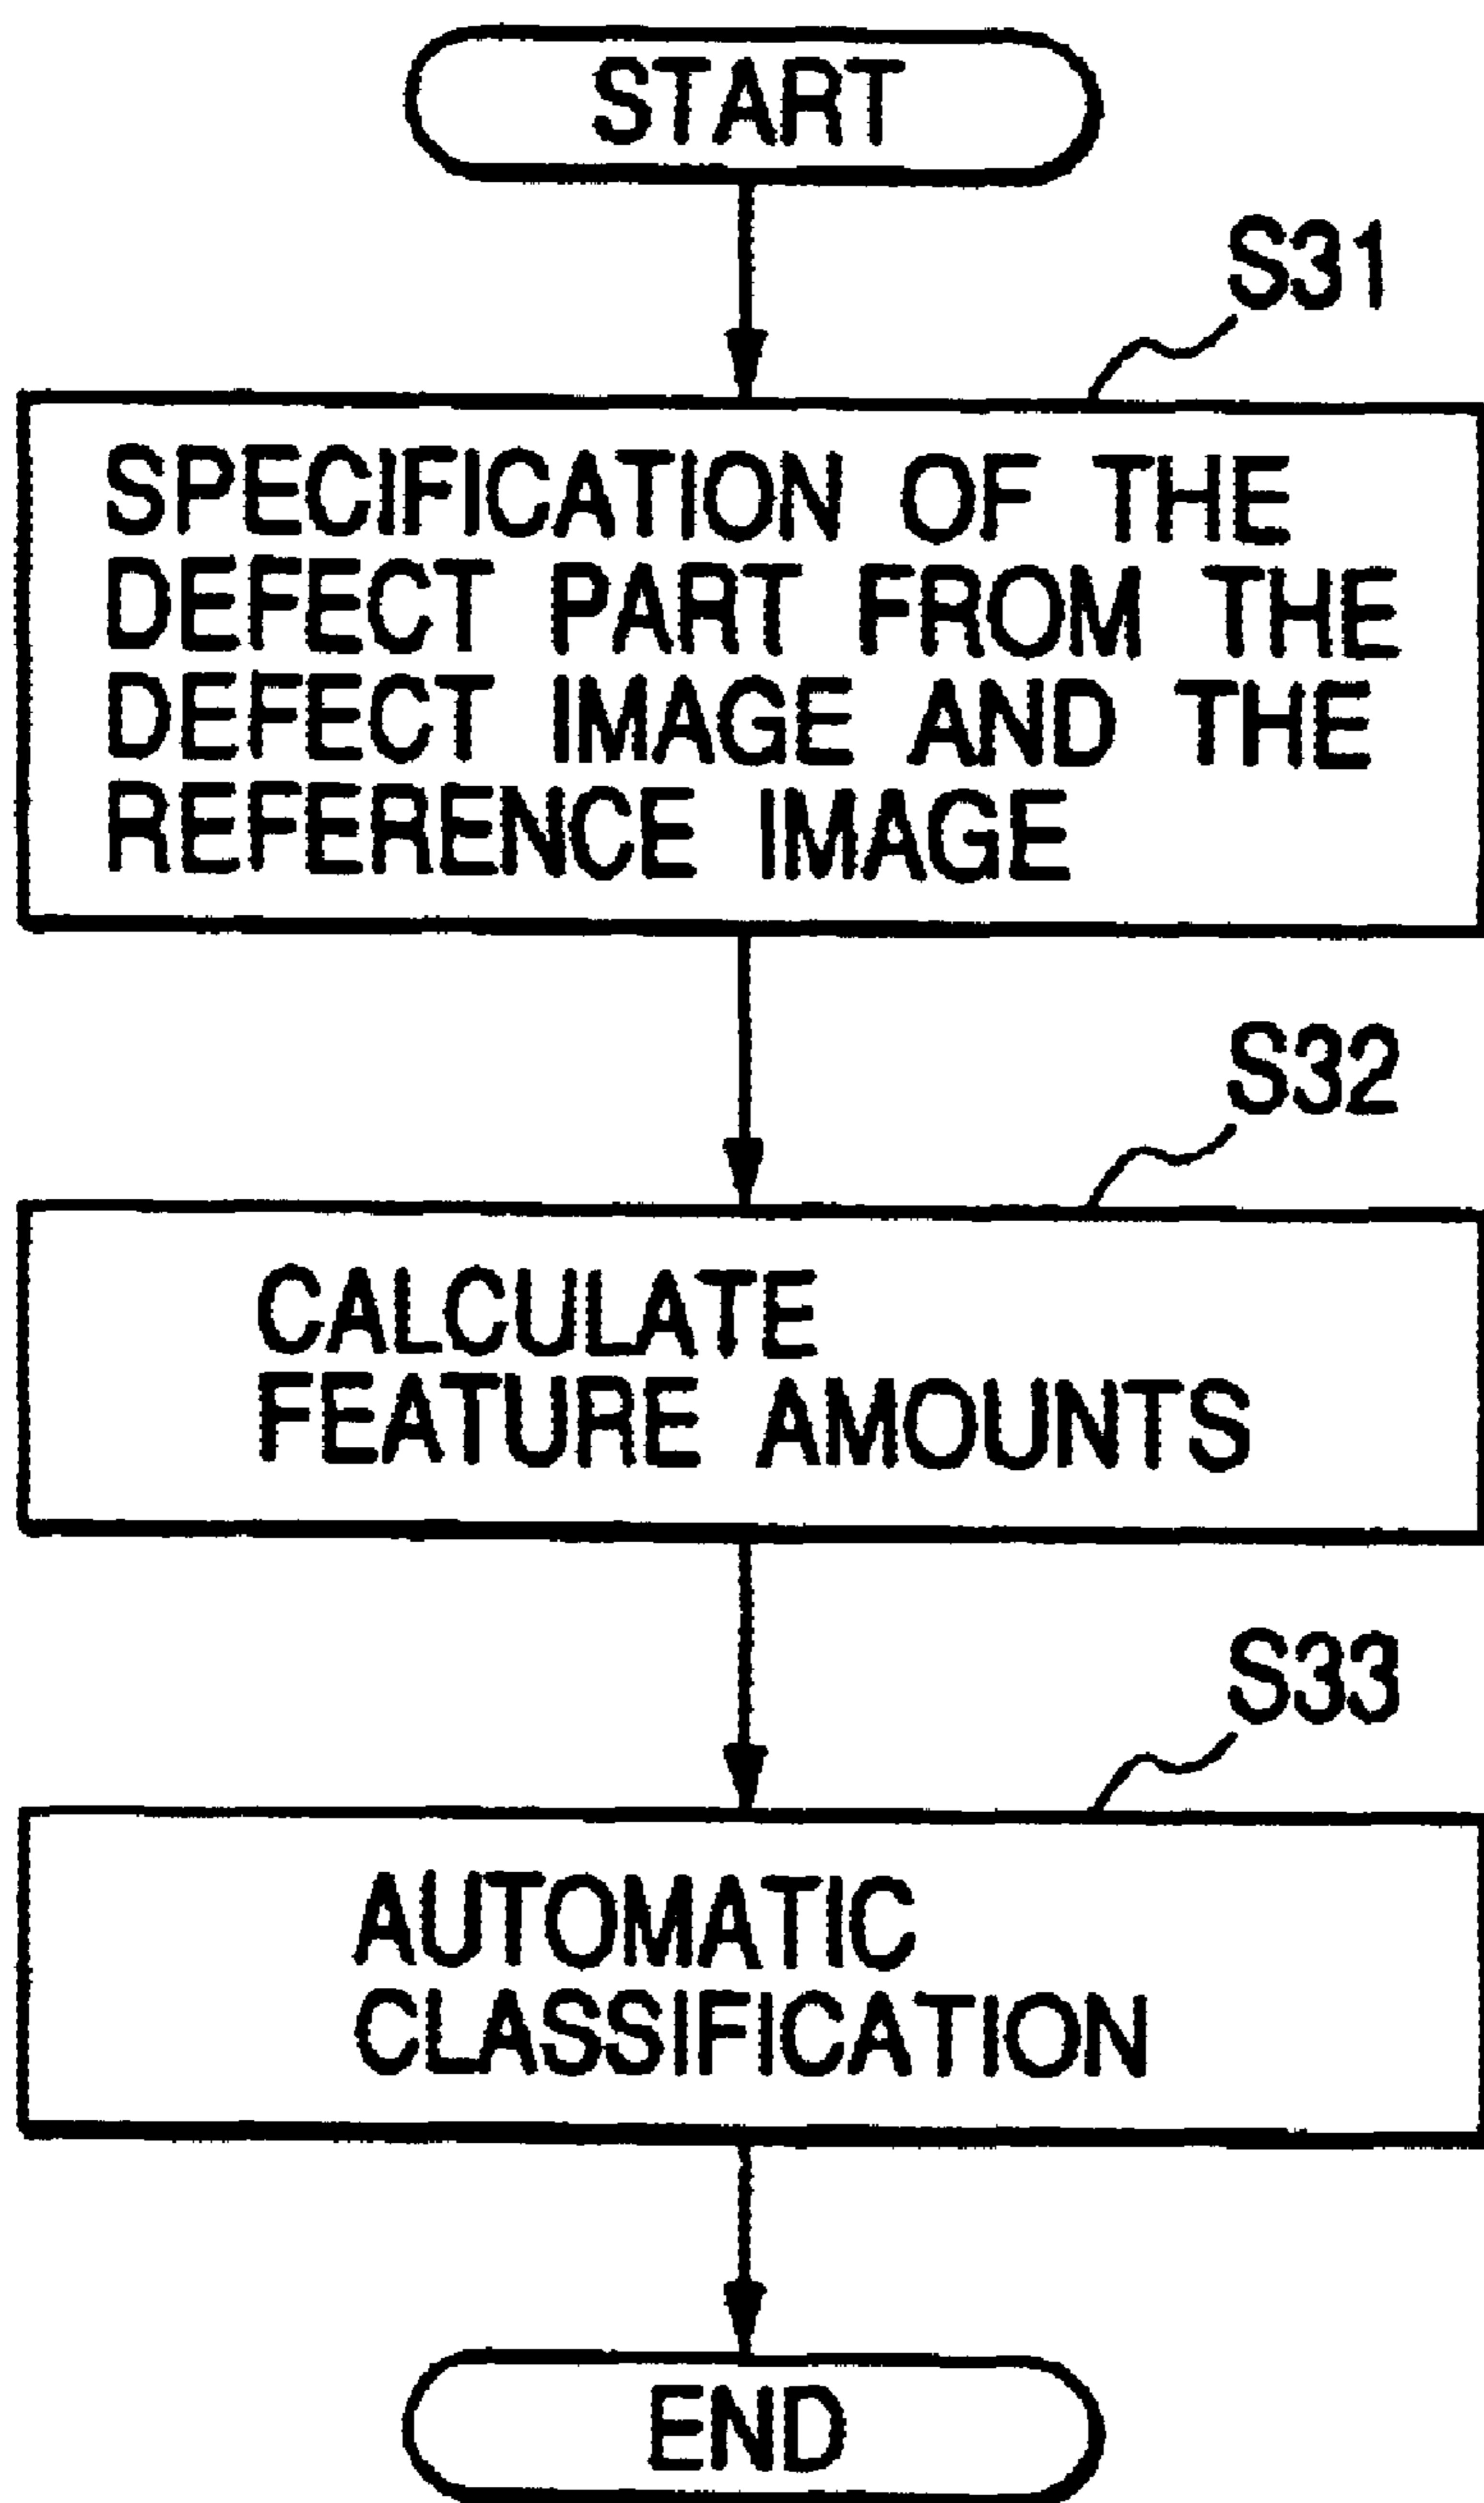 START
S31
SPECIFICATION OF THE
DEFECT PART FROM THE
DEFECT IMAGE AND THE
REFERENCE IMAGE
S32
CALCULATE
FEATURE AMOUNTS
S33
AUTOMATIC
CLASSIFICATION
END